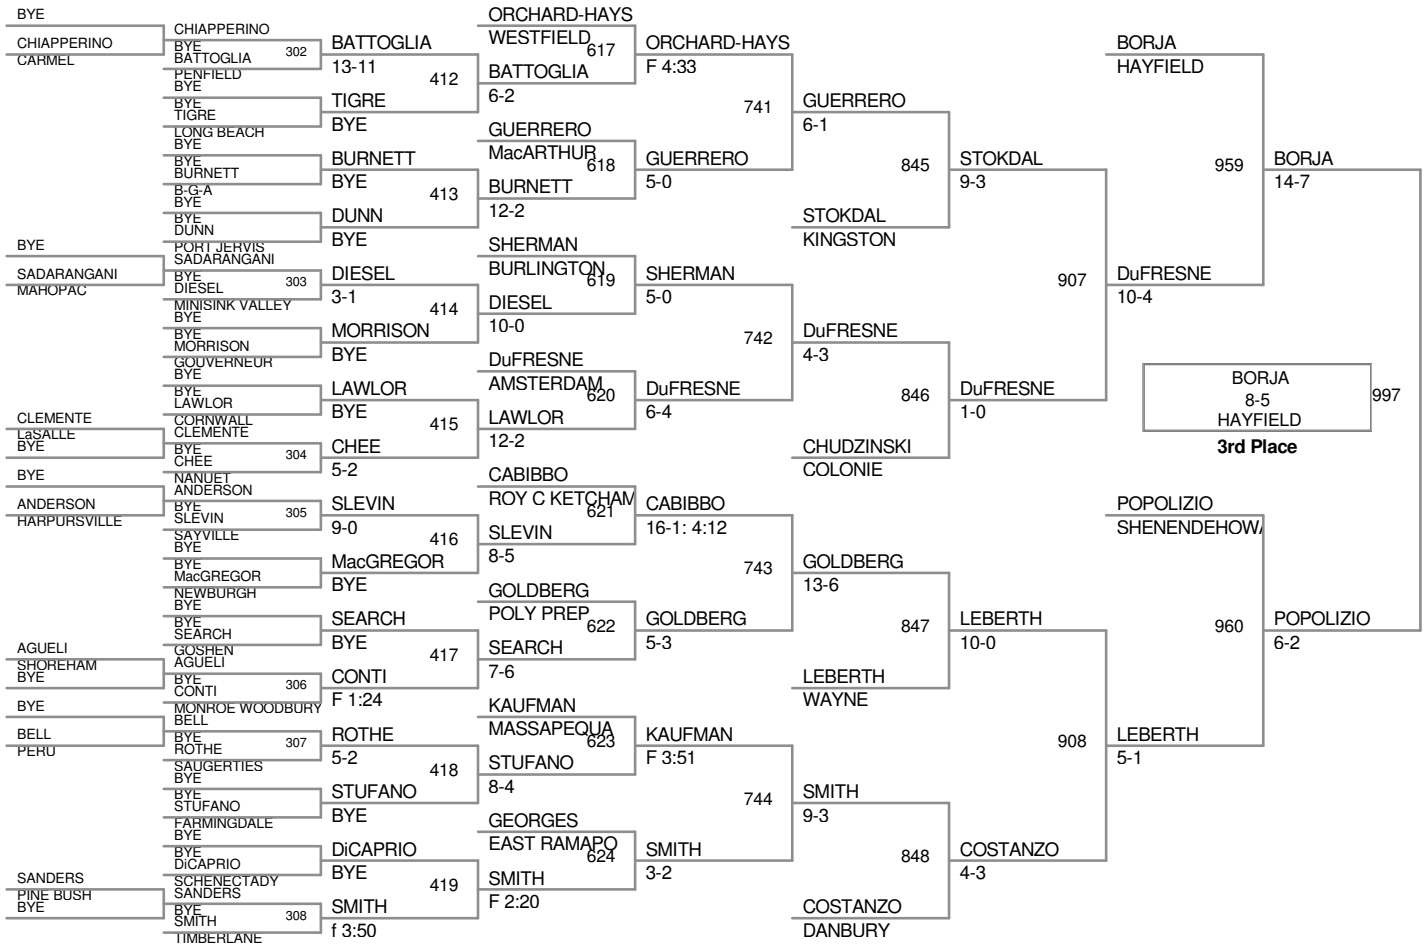 BYE
CHIAPPERINO
CARMEL
BYE
SADARANGANI
MAHOPAC
CLEMENTE
LaSALLE
BYE
BYE
ANDERSON
HARPURSVILLE
AGUELI
SHOREHAM
BYE
BYE
BELL
PERU
SANDERS
PINE BUSH
BYE
CHIAPPERINO
BYE
302
BATTOGLIA
PENFIELD
BYE
BYE
TIGRE
LONG BEACH
BYE
BYE
BURNETT
B-G-A
BYE
BYE
DUNN
PORT JERVIS
SADARANGANI
BYE
303
DIESEL
MINISINK VALLEY
BYE
BYE
MORRISON
GOUVERNEUR
BYE
BYE
LAWLOR
CORNWALL
CLEMENTE
BYE
304
CHEE
NANUET
ANDERSON
BYE
305
SLEVIN
SAYVILLE
BYE
BYE
MacGREGOR
NEWBURGH
BYE
BYE
SEARCH
GOSHEN
AGUELI
BYE
306
CONTI
MONROE WOODBURY
BELL
BYE
307
ROTHE
SAUGERTIES
BYE
BYE
STUFANO
FARMINGDALE
BYE
BYE
DiCAPRIO
SCHENECTADY
SANDERS
BYE
308
SMITH
TIMBERLANE
BATTOGLIA
13-11
412
TIGRE
BYE
BURNETT
BYE
413
DUNN
BYE
DIESEL
3-1
414
MORRISON
BYE
LAWLOR
BYE
415
CHEE
5-2
SLEVIN
9-0
416
MacGREGOR
BYE
SEARCH
BYE
417
CONTI
F 1:24
ROTHE
5-2
418
STUFANO
BYE
DiCAPRIO
BYE
419
SMITH
f 3:50
ORCHARD-HAYS
WESTFIELD
617
BATTOGLIA
6-2
GUERRERO
MacARTHUR
618
BURNETT
12-2
SHERMAN
BURLINGTON
619
DIESEL
10-0
DuFRESNE
AMSTERDAM
620
LAWLOR
12-2
CABIBBO
ROY C KETCHAM
621
SLEVIN
8-5
GOLDBERG
POLY PREP
622
SEARCH
7-6
KAUFMAN
MASSAPEQUA
623
STUFANO
8-4
GEORGES
EAST RAMAPO
624
SMITH
F 2:20
ORCHARD-HAYS
F 4:33
741
GUERRERO
5-0
SHERMAN
5-0
742
DuFRESNE
6-4
CABIBBO
16-1: 4:12
743
GOLDBERG
5-3
KAUFMAN
F 3:51
744
SMITH
3-2
GUERRERO
6-1
845
STOKDAL
KINGSTON
DuFRESNE
4-3
846
CHUDZINSKI
COLONIE
GOLDBERG
13-6
847
LEBERTH
WAYNE
SMITH
9-3
848
COSTANZO
DANBURY
STOKDAL
9-3
907
DuFRESNE
1-0
LEBERTH
10-0
908
COSTANZO
4-3
BORJA
HAYFIELD
959
DuFRESNE
10-4
POPOLIZIO
SHENENDEHOWA
960
LEBERTH
5-1
BORJA
14-7
BORJA
8-5
997
HAYFIELD
3rd Place
POPOLIZIO
6-2